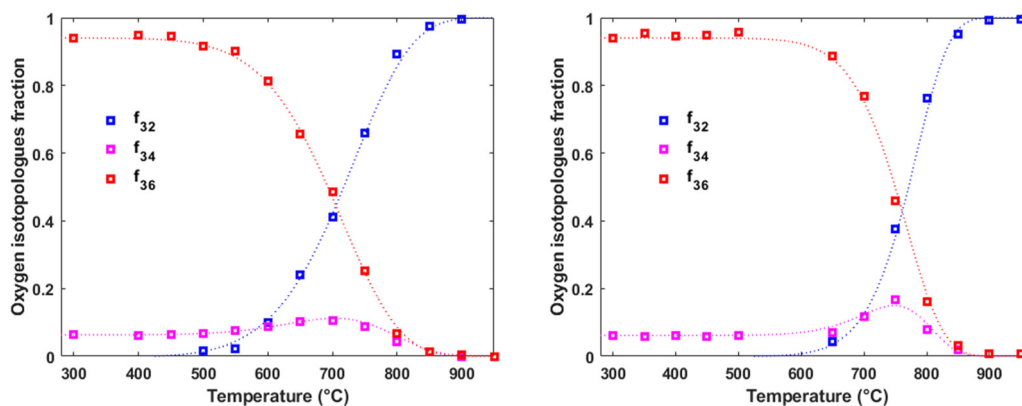 Oxygen isotopologues fraction
1
0.8
0.6
0.4
0.2
0
f32
f34
f36
300 400 500 600 700 800 900
Temperature (°C)
Oxygen isotopologues fraction
1
0.8
0.6
0.4
0.2
0
f32
f34
f36
300 400 500 600 700 800 900
Temperature (°C)